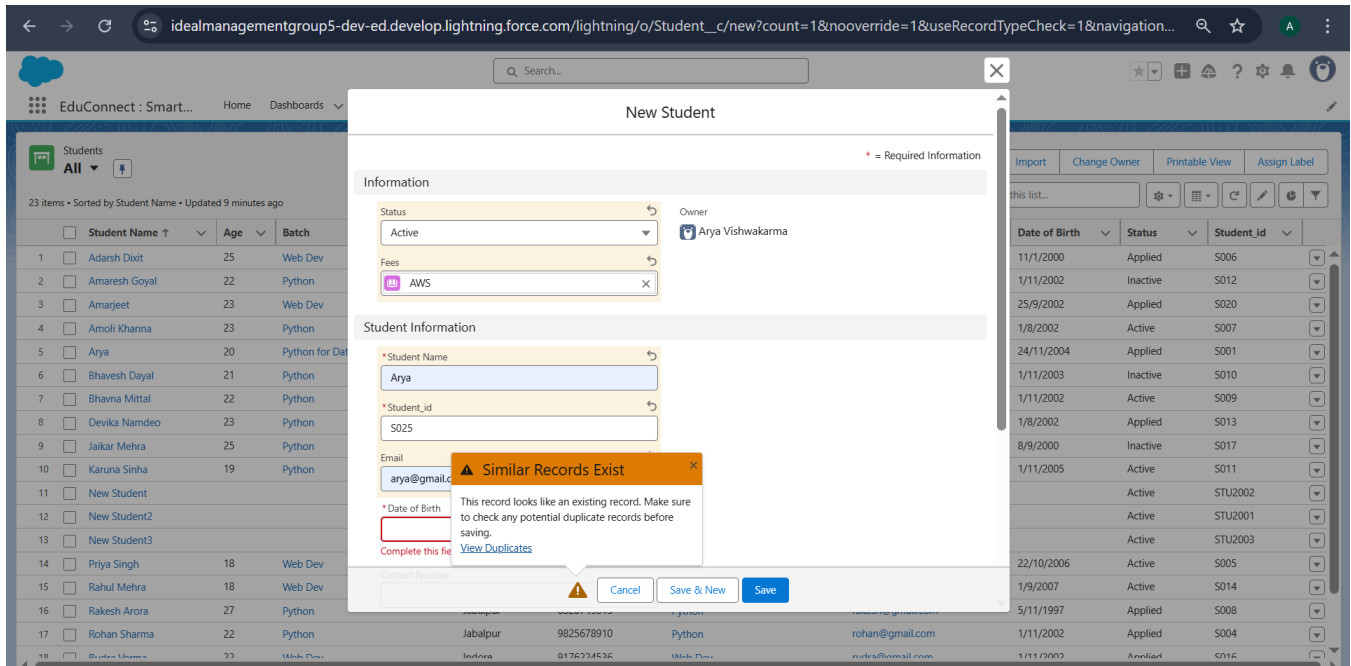 idealmanagementgroup5-dev-ed.develop.lightning.force.com/lightning/o/Student__c/new?count=1&nooverride=1&useRecordTypeCheck=1&navigation...
A
Search...
EduConnect : Smart...
Home
Dashboards
Students
All
Import
Change Owner
Printable View
Assign Label
23 items • Sorted by Student Name • Updated 9 minutes ago
this list...
Student Name
Age
Batch
Date of Birth
Status
Student_id
1 Adarsh Dixit 25 Web Dev 11/1/2000 Applied S006
2 Amaresh Goyal 22 Python 1/11/2002 Inactive S012
3 Amarjeet 23 Web Dev 25/9/2002 Applied S020
4 Amoli Khanna 23 Python 1/8/2002 Active S007
5 Arya 20 Python for Dat 24/11/2004 Applied S001
6 Bhavesh Dayal 21 Python 1/11/2003 Inactive S010
7 Bhavna Mittal 22 Python 1/11/2002 Active S009
8 Devika Namdeo 23 Python 1/8/2002 Applied S013
9 Jaikar Mehra 25 Python 8/9/2000 Inactive S017
10 Karuna Sinha 19 Python 1/11/2005 Active S011
11 New Student Active STU2002
12 New Student2 Active STU2001
13 New Student3 Active STU2003
14 Priya Singh 18 Web Dev 22/10/2006 Active S005
15 Rahul Mehra 18 Web Dev 1/9/2007 Active S014
16 Rakesh Arora 27 Python Jabalpur Python 5/11/1997 Applied S008
17 Rohan Sharma 22 Python Jabalpur 9825678910 Python rohan@gmail.com 1/11/2002 Applied S004
18 Rudra Verma 22 Web Dev Indore 9176224536 Web Dev rudra@gmail.com 1/11/2002 Applied S016
New Student
* = Required Information
Information
Status
Active
Owner
Arya Vishwakarma
Fees
AWS
Student Information
*Student Name
Arya
*Student_id
S025
Email
arya@gmail.c
*Date of Birth
Complete this fie
Contact Number
Similar Records Exist
This record looks like an existing record. Make sure
to check any potential duplicate records before
saving.
View Duplicates
Cancel
Save & New
Save